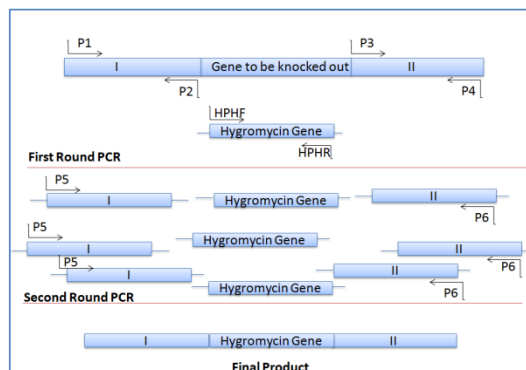 P1 P3
I Gene to be knocked out II
P2 P4
HPHF
Hygromycin Gene
HPHR
First Round PCR
P5 II
I Hygromycin Gene
P6
P5
Hygromycin Gene
I II
P5 P6
I II
Hygromycin Gene P6
Second Round PCR
I Hygromycin Gene II
Final Product